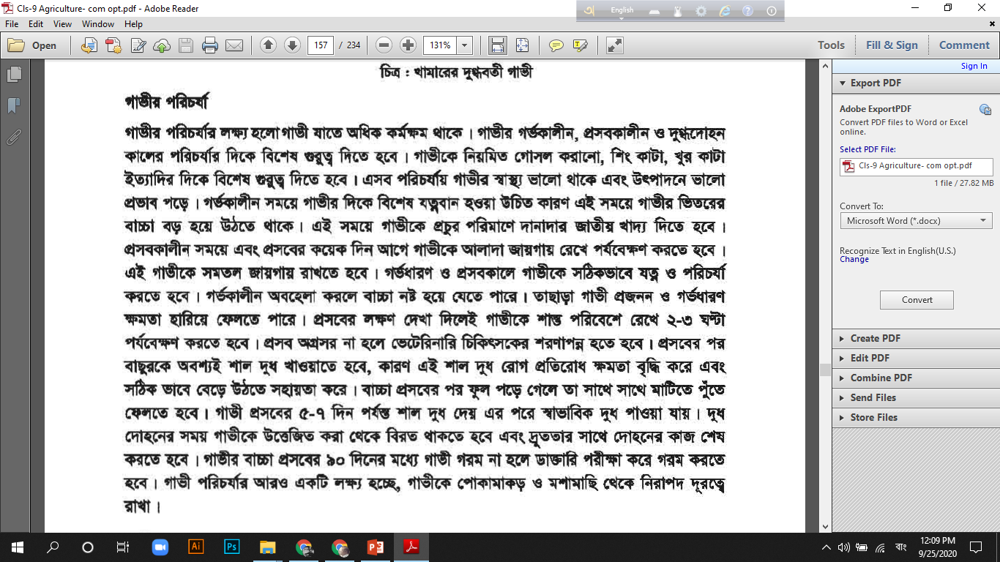 Cls-9 Agriculture- com opt.pdf - Adobe Reader
English
File Edit View Window Help
Open 157 / 234 131% Tools Fill & Sign Comment
Sign In
চিত্র : খামারের দুগ্ধবতী গাভী
Export PDF
গাভীর পরিচর্যা
Adobe ExportPDF
Convert PDF files to Word or Excel
online.
Select PDF File:
Cls-9 Agriculture- com opt.pdf
1 file / 27.82 MB
Convert To:
Microsoft Word (*.docx)
Recognize Text in English(U.S.)
Change
Convert
Create PDF
Edit PDF
Combine PDF
Send Files
Store Files
গাভীর পরিচর্যার লক্ষ্য হলো গাভী যাতে অধিক কর্মক্ষম থাকে । গাভীর গর্ভকালীন, প্রসবকালীন ও দুগ্ধদোহন
কালের পরিচর্যার দিকে বিশেষ গুরুত্ব দিতে হবে । গাভীকে নিয়মিত গোসল করানো, শিং কাটা, খুর কাটা
ইত্যাদির দিকে বিশেষ গুরুত্ব দিতে হবে । এসব পরিচর্যায় গাভীর স্বাস্থ্য ভালো থাকে এবং উৎপাদনে ভালো
প্রভাব পড়ে । গর্ভকালীন সময়ে গাভীর দিকে বিশেষ যত্নবান হওয়া উচিত কারণ এই সময়ে গাভীর ভিতরের
বাচ্চা বড় হয়ে উঠতে থাকে । এই সময়ে গাভীকে প্রচুর পরিমাণে দানাদার জাতীয় খাদ্য দিতে হবে ।
প্রসবকালীন সময়ে এবং প্রসবের কয়েক দিন আগে গাভীকে আলাদা জায়গায় রেখে পর্যবেক্ষণ করতে হবে ।
এই গাভীকে সমতল জায়গায় রাখতে হবে । গর্ভধারণ ও প্রসবকালে গাভীকে সঠিকভাবে যত্ন ও পরিচর্যা
করতে হবে । গর্ভকালীন অবহেলা করলে বাচ্চা নষ্ট হয়ে যেতে পারে । তাছাড়া গাভী প্রজনন ও গর্ভধারণ
ক্ষমতা হারিয়ে ফেলতে পারে । প্রসবের লক্ষণ দেখা দিলেই গাভীকে শান্ত পরিবেশে রেখে ২-৩ ঘণ্টা
পর্যবেক্ষণ করতে হবে । প্রসব অগ্রসর না হলে ভেটেরিনারি চিকিৎসকের শরণাপন্ন হতে হবে । প্রসবের পর
বাছুরকে অবশ্যই শাল দুধ খাওয়াতে হবে, কারণ এই শাল দুধ রোগ প্রতিরোধ ক্ষমতা বৃদ্ধি করে এবং
সঠিক ভাবে বেড়ে উঠতে সহায়তা করে । বাচ্চা প্রসবের পর ফুল পড়ে গেলে তা সাথে সাথে মাটিতে পুঁতে
ফেলতে হবে । গাভী প্রসবের ৫-৭ দিন পর্যন্ত শাল দুধ দেয় এর পরে স্বাভাবিক দুধ পাওয়া যায় । দুধ
দোহনের সময় গাভীকে উত্তেজিত করা থেকে বিরত থাকতে হবে এবং দ্রুততার সাথে দোহনের কাজ শেষ
করতে হবে । গাভীর বাচ্চা প্রসবের ৯০ দিনের মধ্যে গাভী গরম না হলে ডাক্তারি পরীক্ষা করে গরম করতে
হবে । গাভী পরিচর্যার আরও একটি লক্ষ্য হচ্ছে, গাভীকে পোকামাকড় ও মশামাছি থেকে নিরাপদ দূরত্বে
রাখা ।
Ai Ps
বাং
12:09 PM
9/25/2020